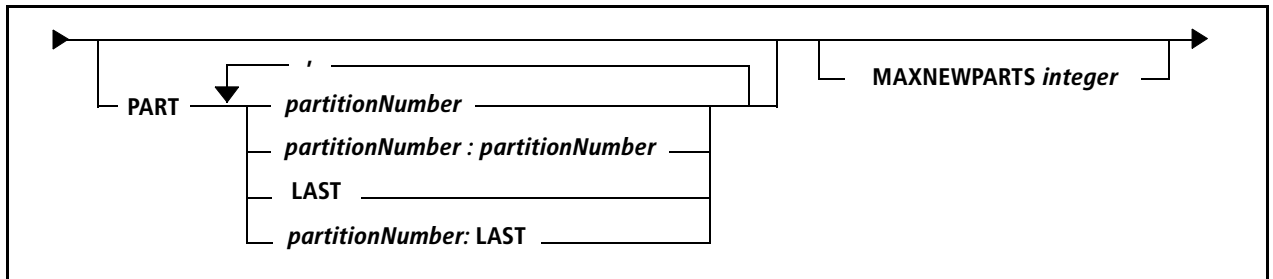 ,
MAXNEWPARTS integer
PART partitionNumber
partitionNumber : partitionNumber
LAST
partitionNumber: LAST